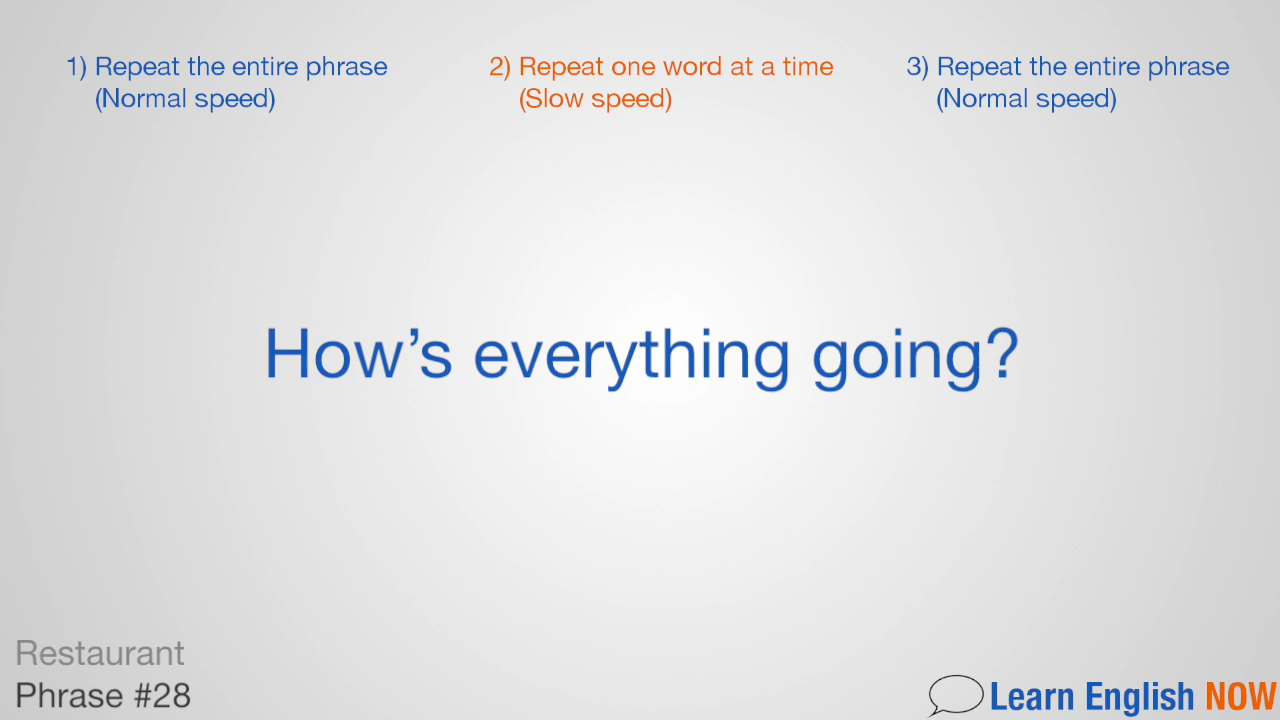 1) Repeat the entire phrase
(Normal speed)
2) Repeat one word at a time
(Slow speed)
3) Repeat the entire phrase
(Normal speed)
How’s everything going?
Restaurant
Phrase #28
Learn English NOW